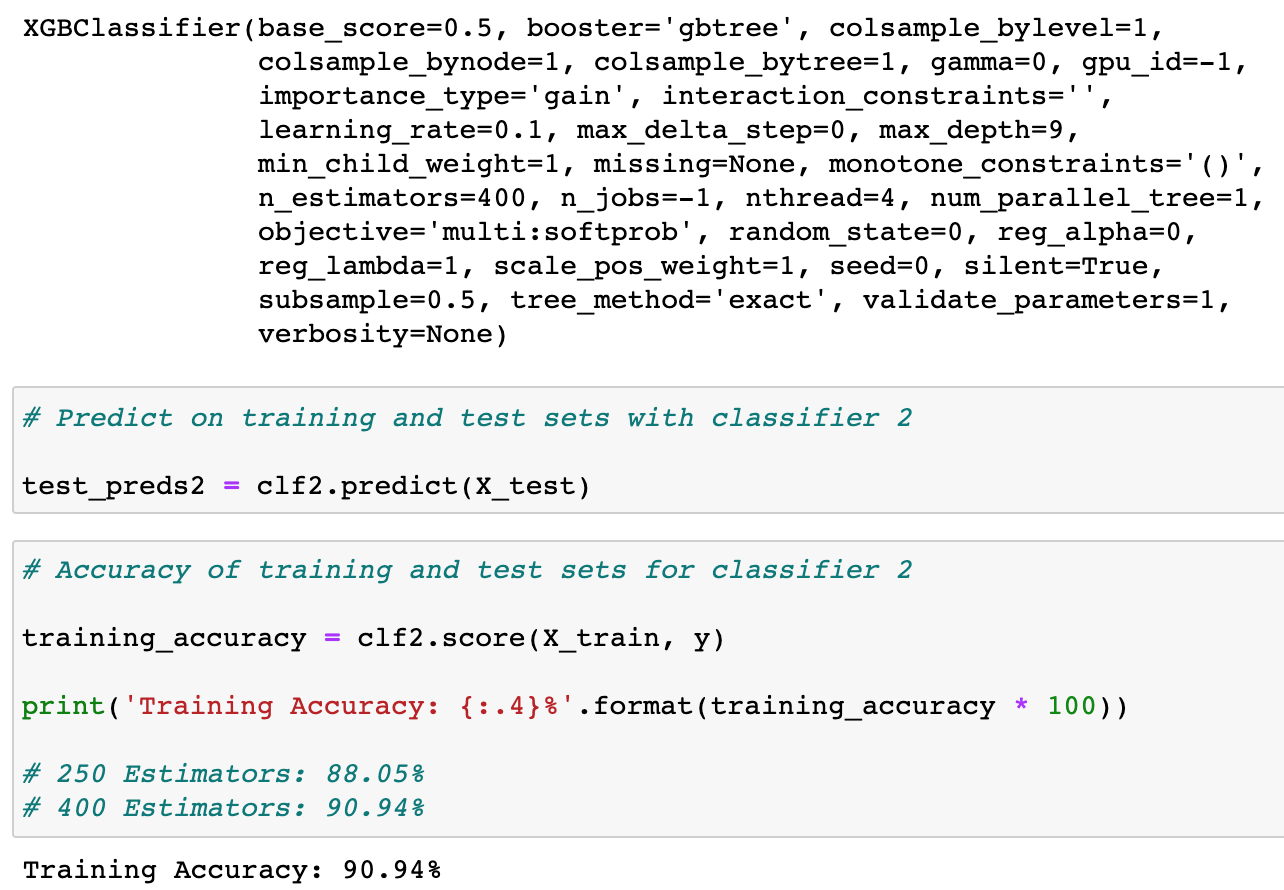 XGBClassifier(base_score=0.5, booster='gbtree', colsample_bylevel=1,
              colsample_bynode=1, colsample_bytree=1, gamma=0, gpu_id=-1,
              importance_type='gain', interaction_constraints='',
              learning_rate=0.1, max_delta_step=0, max_depth=9,
              min_child_weight=1, missing=None, monotone_constraints='()',
              n_estimators=400, n_jobs=-1, nthread=4, num_parallel_tree=1,
              objective='multi:softprob', random_state=0, reg_alpha=0,
              reg_lambda=1, scale_pos_weight=1, seed=0, silent=True,
              subsample=0.5, tree_method='exact', validate_parameters=1,
              verbosity=None)
# Predict on training and test sets with classifier 2
test_preds2 = clf2.predict(X_test)
# Accuracy of training and test sets for classifier 2
training_accuracy = clf2.score(X_train, y)
print('Training Accuracy: {:.4}%'.format(training_accuracy * 100))
# 250 Estimators: 88.05%
# 400 Estimators: 90.94%
Training Accuracy: 90.94%